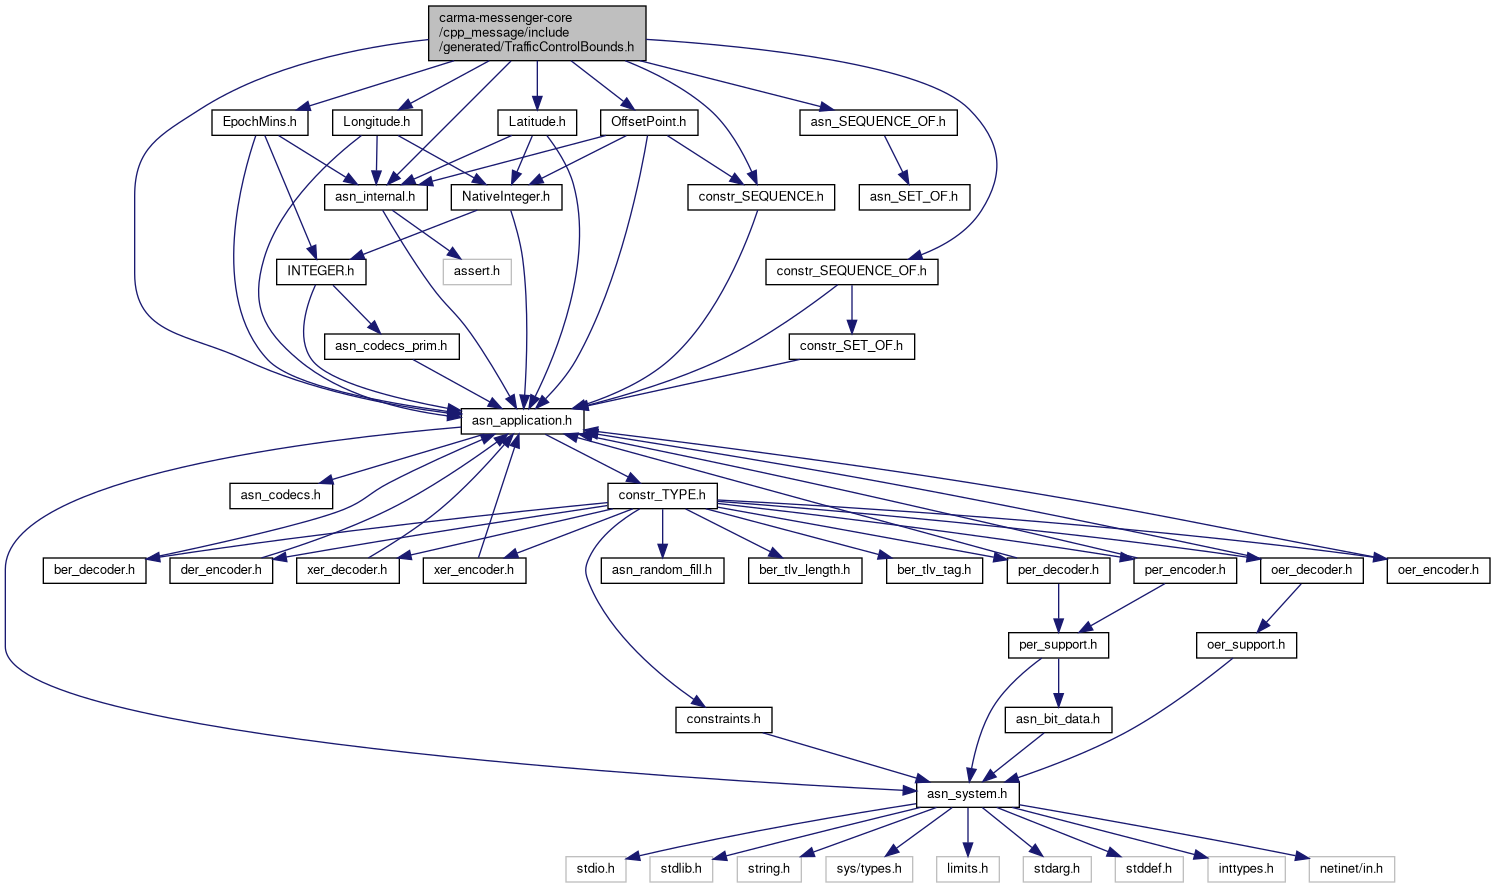 carma-messenger-core
/cpp_message/include
/generated/TrafficControlBounds.h
EpochMins.h
Longitude.h
Latitude.h
OffsetPoint.h
asn_SEQUENCE_OF.h
asn_internal.h
NativeInteger.h
constr_SEQUENCE.h
asn_SET_OF.h
INTEGER.h
assert.h
constr_SEQUENCE_OF.h
asn_codecs_prim.h
constr_SET_OF.h
asn_application.h
asn_codecs.h
constr_TYPE.h
ber_decoder.h
der_encoder.h
xer_decoder.h
xer_encoder.h
asn_random_fill.h
ber_tlv_length.h
ber_tlv_tag.h
per_decoder.h
per_encoder.h
oer_decoder.h
oer_encoder.h
per_support.h
oer_support.h
constraints.h
asn_bit_data.h
asn_system.h
stdio.h
stdlib.h
string.h
sys/types.h
limits.h
stdarg.h
stddef.h
inttypes.h
netinet/in.h